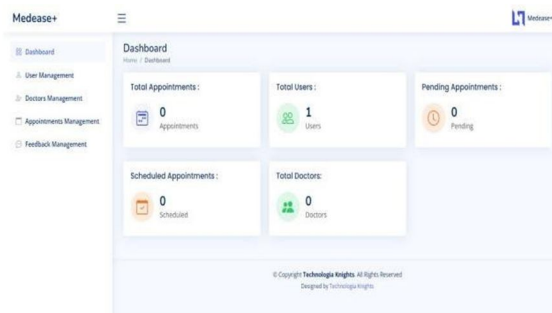 Medease+
Medease+
Dashboard
User Management
Doctors Management
Appointments Management
Feedback Management
Dashboard
Home / Dashboard
Total Appointments :
0
Appointments
Total Users :
1
Users
Pending Appointments :
0
Pending
Scheduled Appointments :
0
Scheduled
Total Doctors:
0
Doctors
© Copyright Technologia Knights. All Rights Reserved
Designed by Technologia Knights